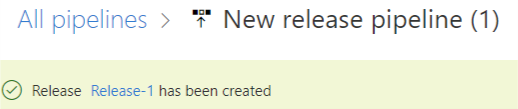 All pipelines > New release pipeline (1)
Release Release-1 has been created